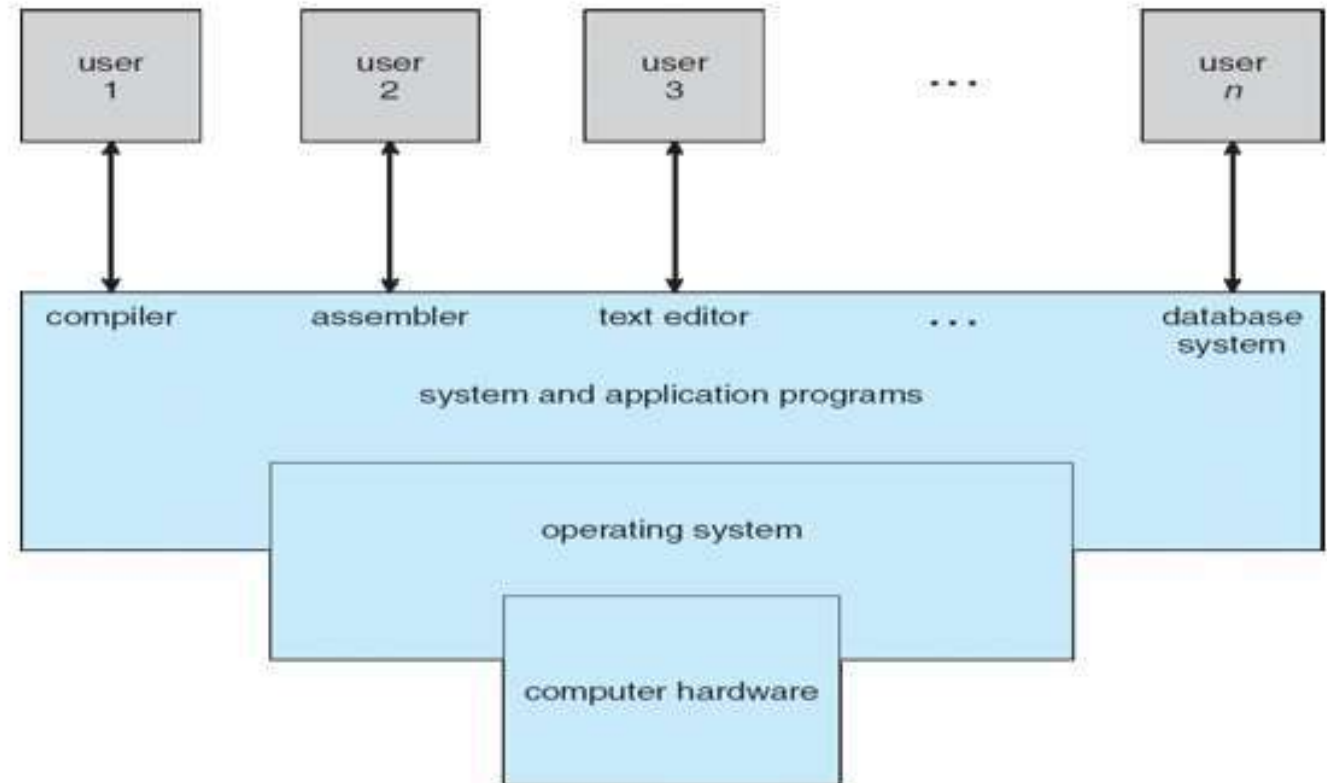 user
1
user
2
user
3
...
user
n
compiler
assembler
text editor
...
database
system
system and application programs
operating system
computer hardware